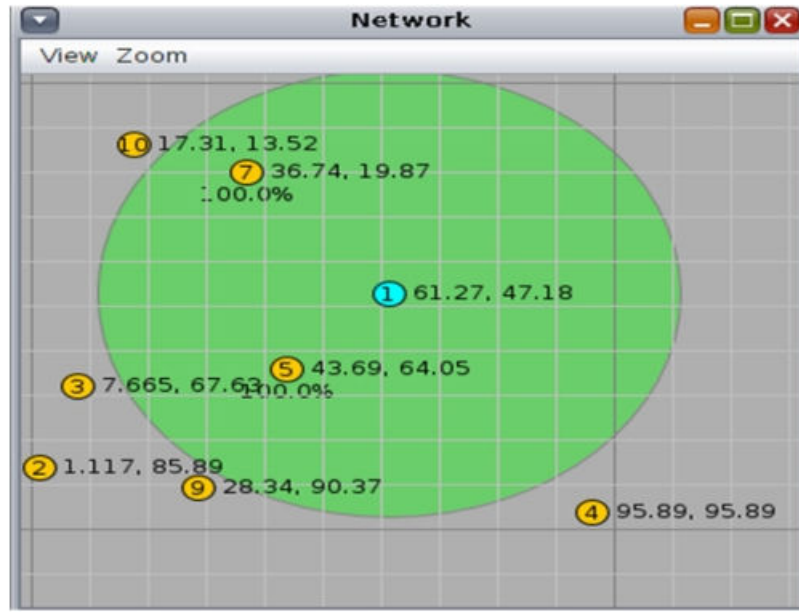 Network
View Zoom
10 17.31, 13.52
7 36.74, 19.87
100.0%
1 61.27, 47.18
5 43.69, 64.05
3 7.665, 67.63
100.0%
2 1.117, 85.89
9 28.34, 90.37
4 95.89, 95.89